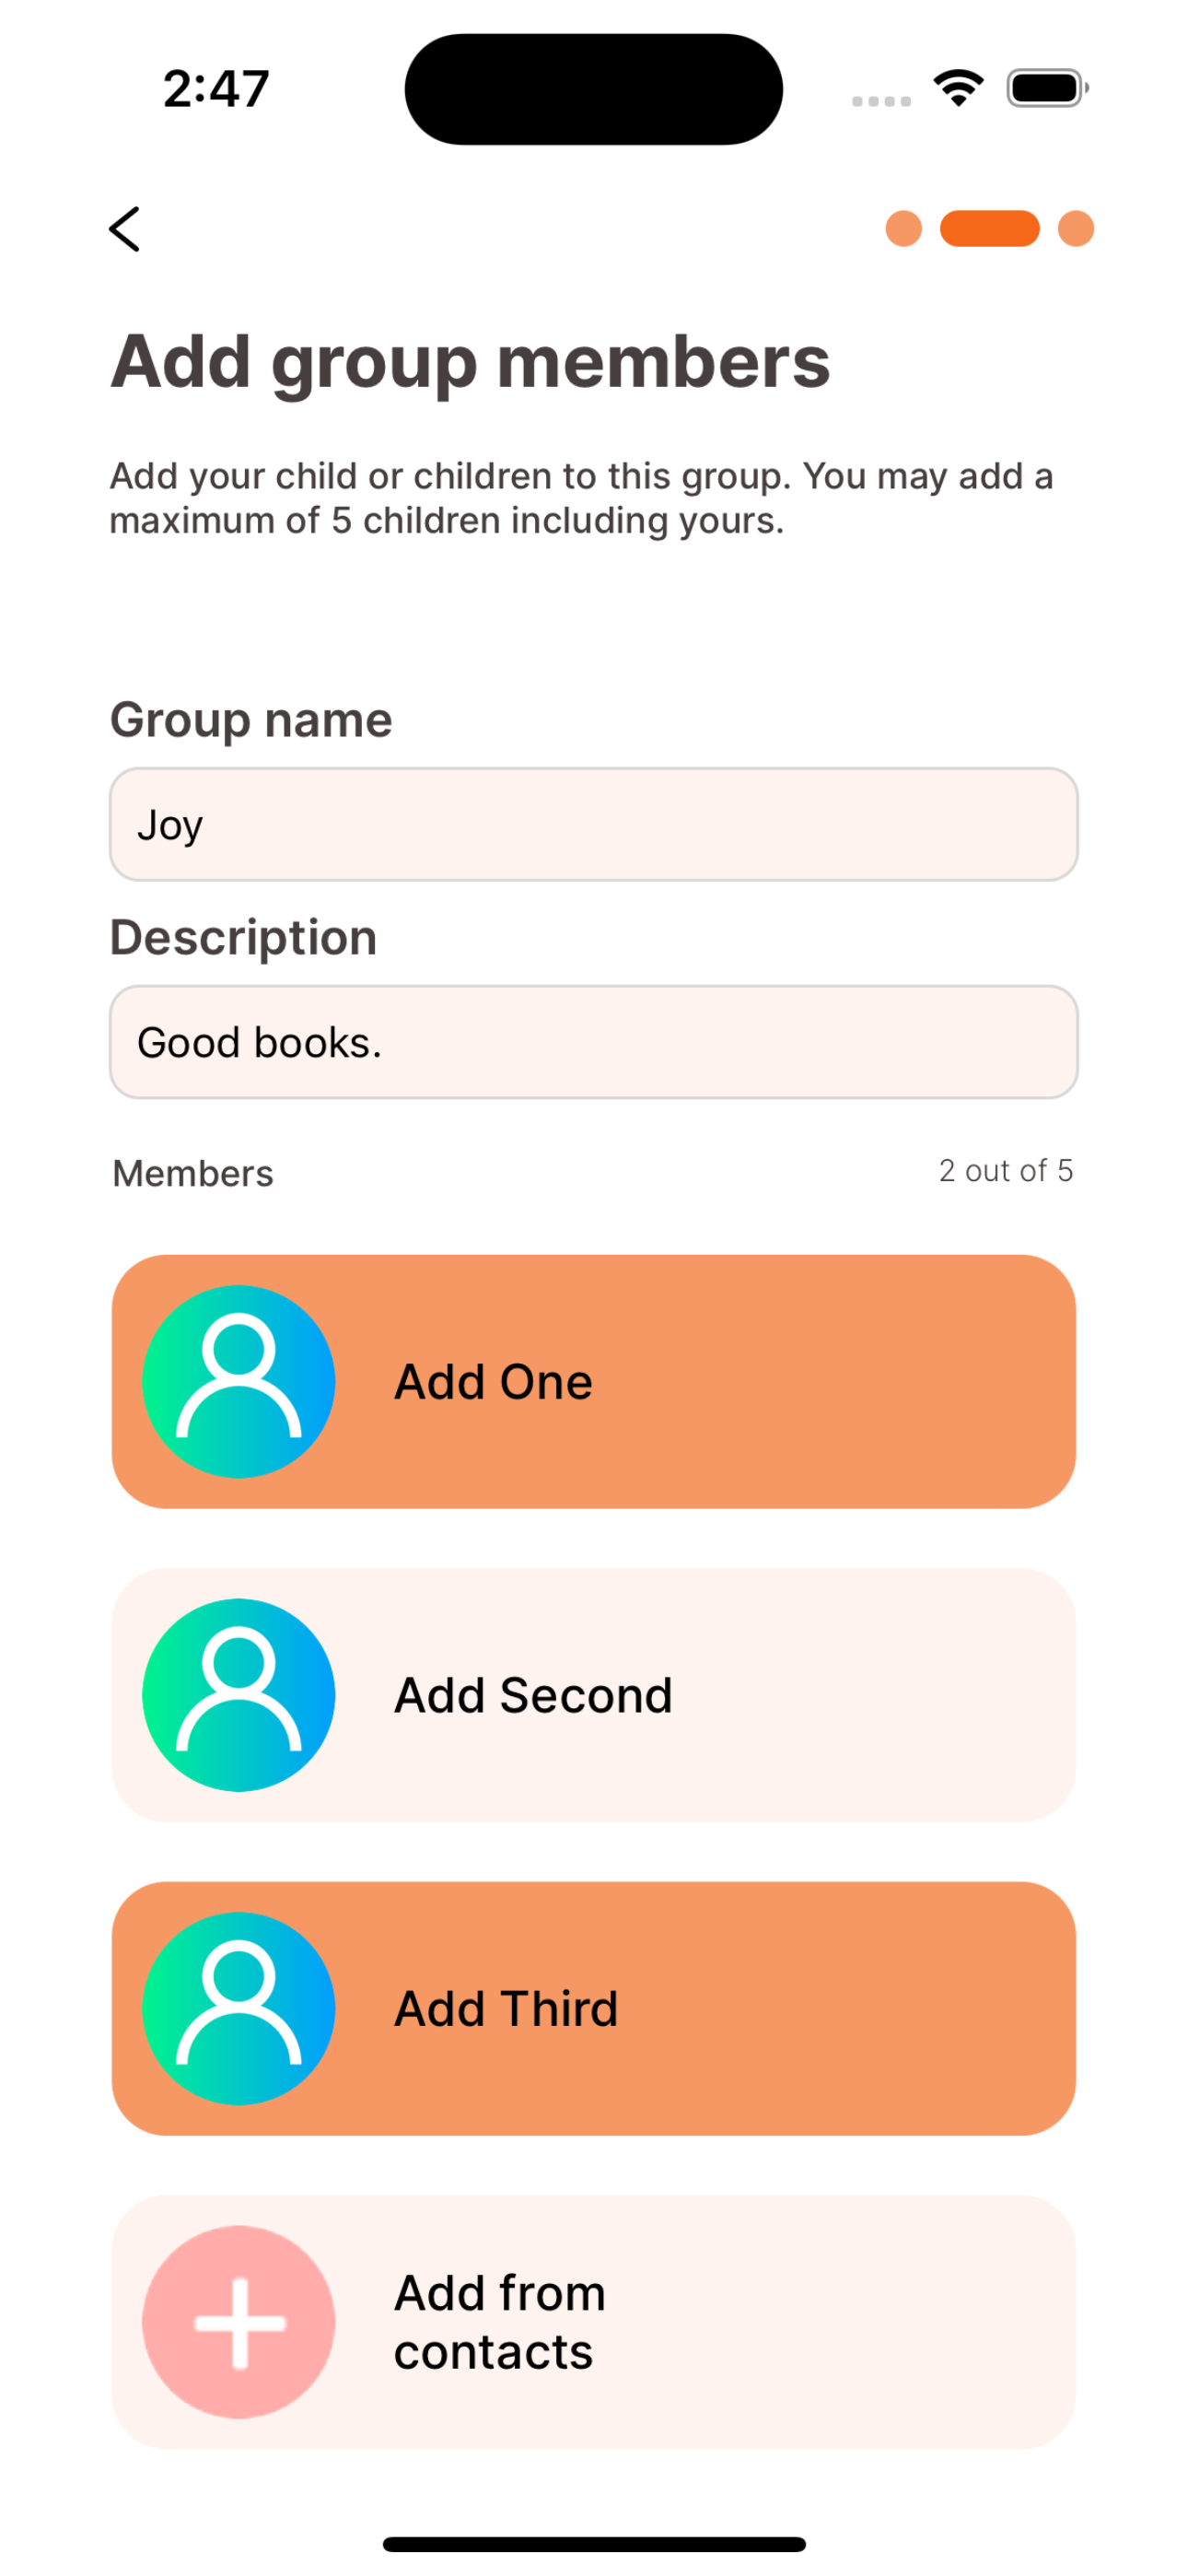 2:47
Add group members
Add your child or children to this group. You may add a
maximum of 5 children including yours.
Group name
Joy
Description
Good books.
Members
2 out of 5
Add One
Add Second
Add Third
Add from
contacts